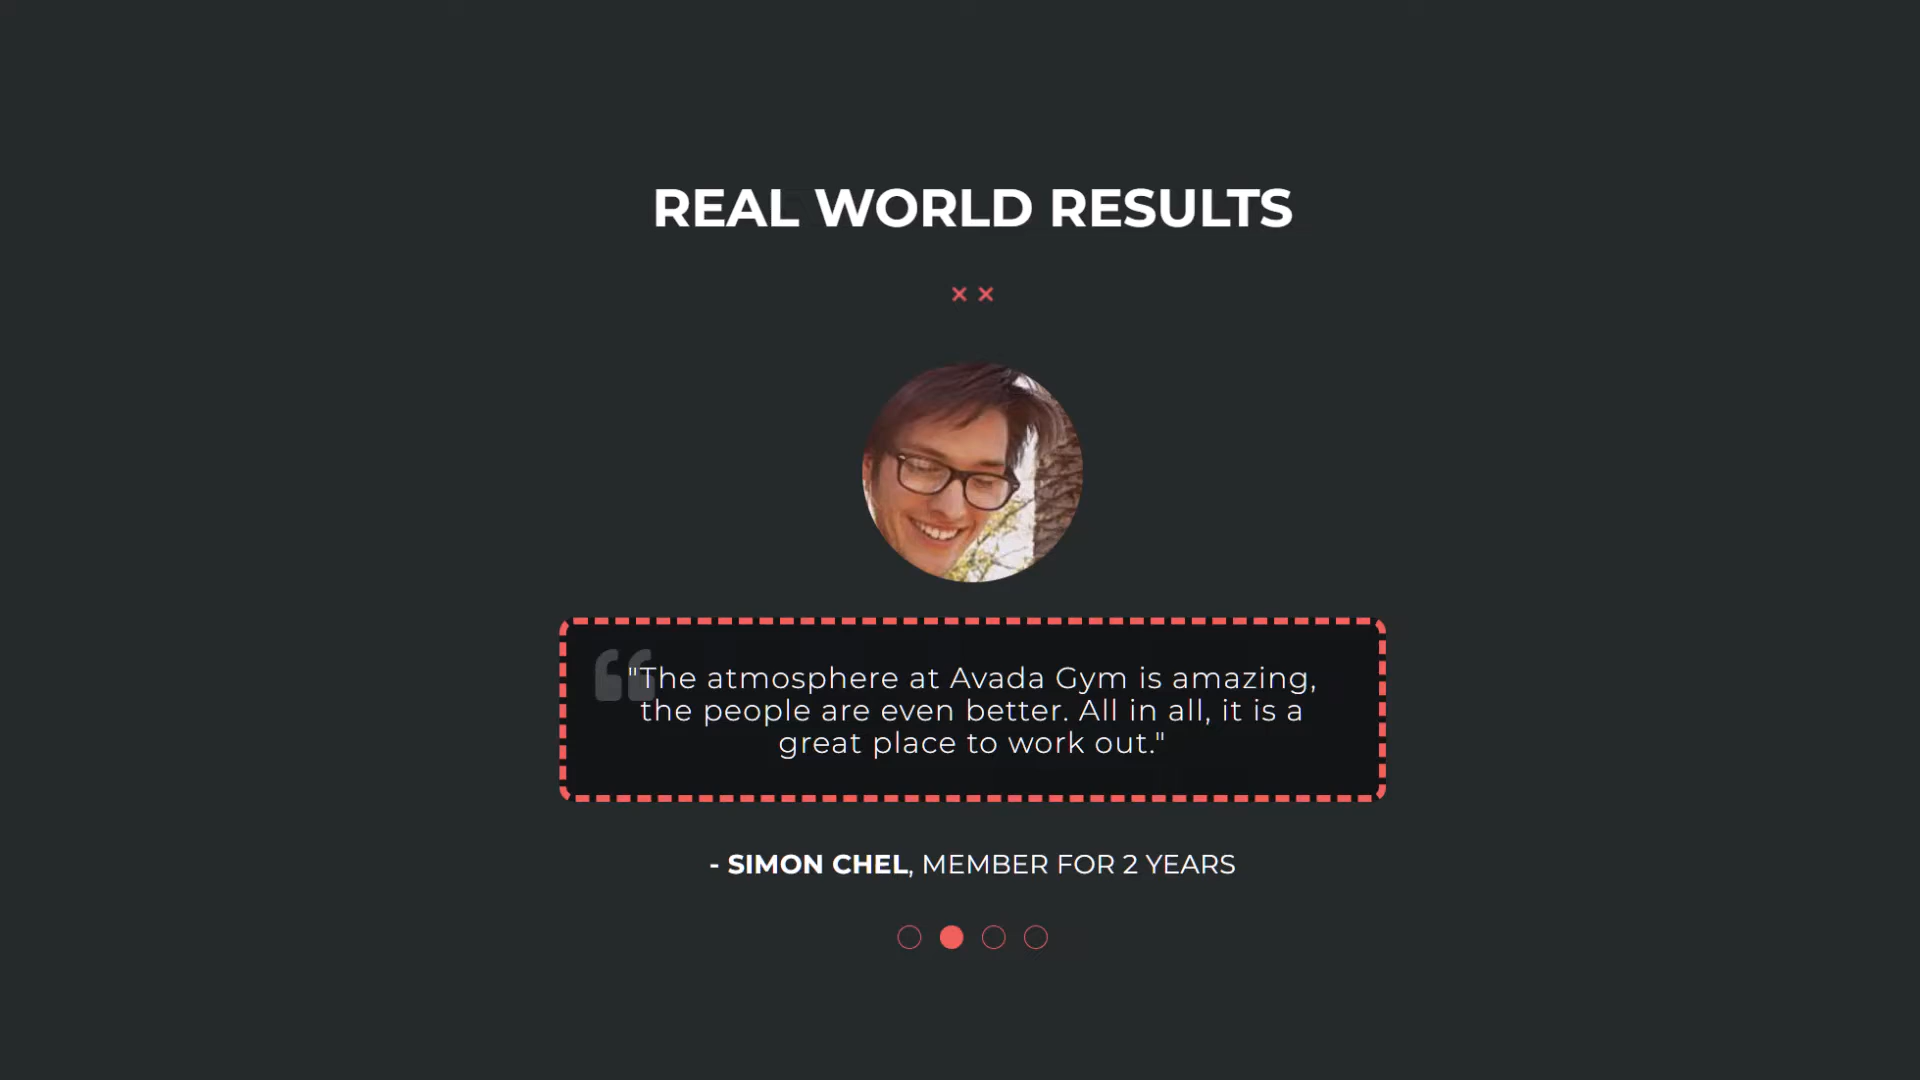 REAL WORLD RESULTS
"The atmosphere at Avada Gym is amazing,
the people are even better. All in all, it is a
great place to work out."
- SIMON CHEL, MEMBER FOR 2 YEARS